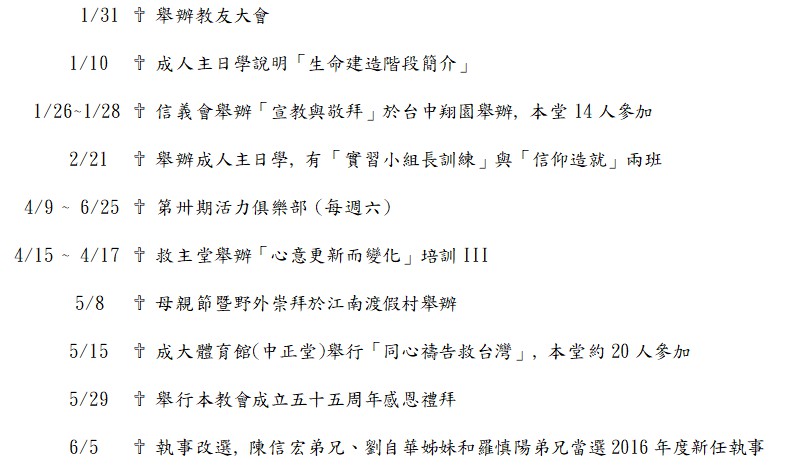 1/31 ✞ 舉辦教友大會
1/10 ✞ 成人主日學說明「生命建造階段簡介」
1/26~1/28 ✞ 信義會舉辦「宣教與敬拜」於台中翔園舉辦, 本堂 14 人參加
2/21 ✞ 舉辦成人主日學, 有「實習小組長訓練」與「信仰造就」兩班
4/9 ~ 6/25 ✞ 第卅期活力俱樂部 (每週六)
4/15 ~ 4/17 ✞ 救主堂舉辦「心意更新而變化」培訓 III
5/8 ✞ 母親節暨野外崇拜於江南渡假村舉辦
5/15 ✞ 成大體育館(中正堂)舉行「同心禱告救台灣」, 本堂約 20 人參加
5/29 ✞ 舉行本教會成立五十五周年感恩禮拜
6/5 ✞ 執事改選, 陳信宏弟兄、劉自華姊妹和羅慎陽弟兄當選 2016 年度新任執事